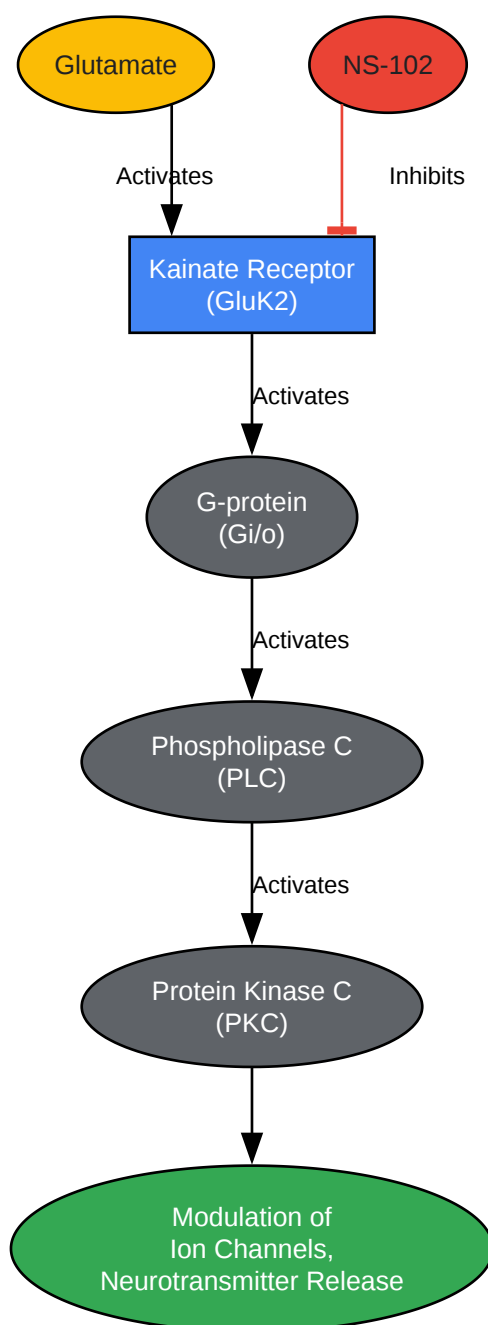 Glutamate
NS-102
Activates
Inhibits
Kainate Receptor
(GluK2)
Activates
G-protein
(Gi/o)
Activates
Phospholipase C
(PLC)
Activates
Protein Kinase C
(PKC)
Modulation of
Ion Channels,
Neurotransmitter Release